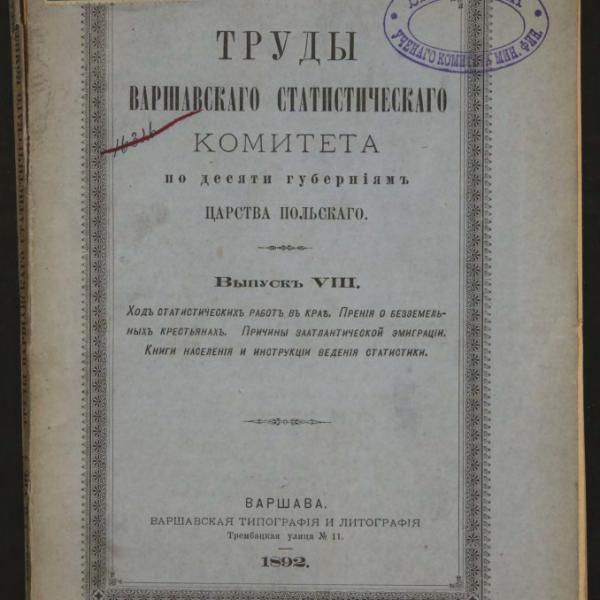 ТРУДЫ
ВАРШАВСКАГО СТАТИСТИЧЕСКАГО
КОМИТЕТА
по десяти губерніямъ
ЦАРСТВА ПОЛЬСКАГО.
Выпускъ VIII.
Ходъ статистическихъ работъ въ краѣ. Пренія о безземель-
ныхъ крестьянахъ. Причины заатлантической эмиграціи.
Книги населенія и инструкціи веденія статистики.
ВАРШАВА.
ВАРШАВСКАЯ ТИПОГРАФІЯ И ЛИТОГРАФІЯ
Трембацкая улица № 11.
1892.
УЧЕНАГО КОМИТЕТА МИН. ФИН.
16316